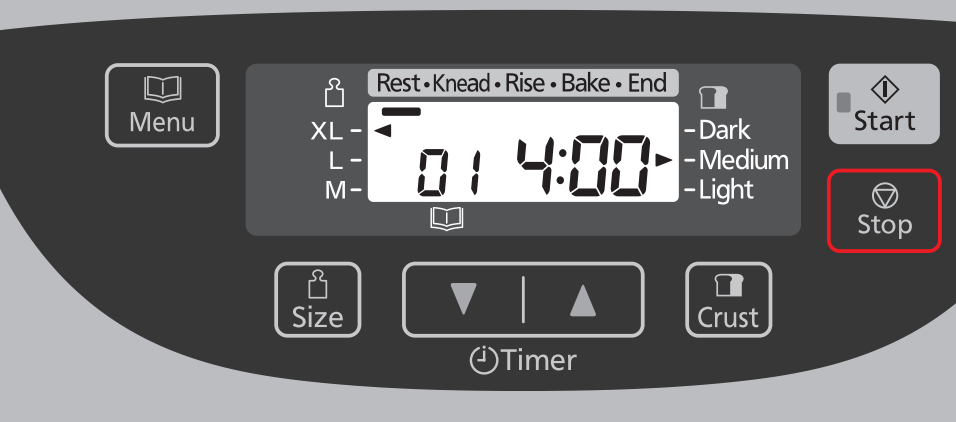 Menu
Rest • Knead • Rise • Bake • End
XL
L
M
01 4:00
Dark
Medium
Light
Start
Stop
Size
Timer
Crust